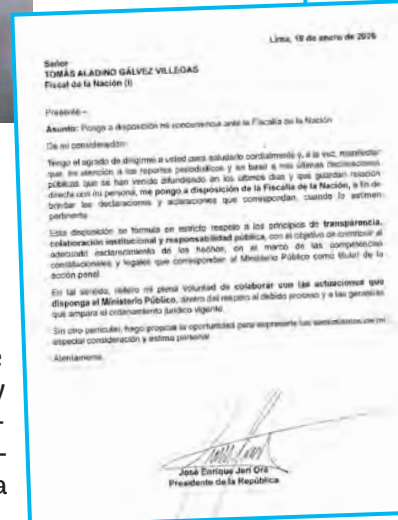 Lima, 18 de enero de 2026
Señor
TOMÁS ALADINO GÁLVEZ VILLEGAS
Fiscal de la Nación (I)
Presente.-
Asunto: Pongo a disposición mi concurrencia ante la Fiscalía de la Nación
De mi consideración:
Tengo el agrado de dirigirme a usted para saludarlo cordialmente y, a la vez, manifestar
que, en atención a los reportes periodísticos y en base a mis últimas declaraciones
públicas que se han venido difundiendo en los últimos días y que guardan relación
directa con mi persona, me pongo a disposición de la Fiscalía de la Nación, a fin de
brindar las declaraciones y aclaraciones que correspondan, cuando lo estimen
pertinente.
Esta disposición se formula en estricto respeto a los principios de transparencia,
colaboración institucional y responsabilidad pública, con el objetivo de contribuir al
adecuado esclarecimiento de los hechos, en el marco de las competencias
constitucionales y legales que corresponden al Ministerio Público como titular de la
acción penal.
En tal sentido, reitero mi plena voluntad de colaborar con las actuaciones que
disponga el Ministerio Público, dentro del respeto al debido proceso y a las garantías
que ampara el ordenamiento jurídico vigente.
Sin otro particular, hago propicia la oportunidad para expresarle los sentimientos de mi
especial consideración y estima personal.
Atentamente,
José Enrique Jerí Oré
Presidente de la República